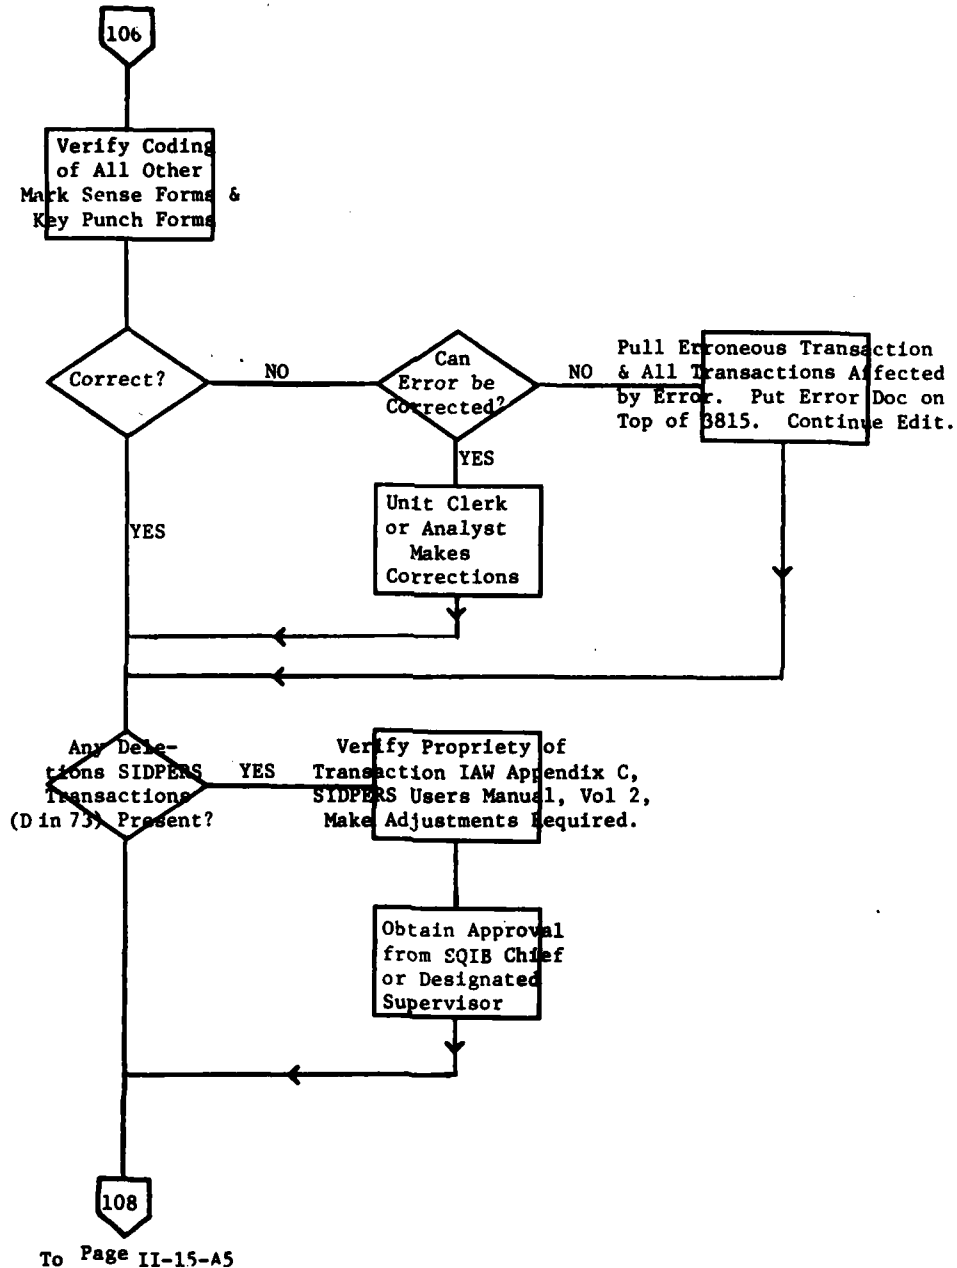 106
Verify Coding
of All Other
Mark Sense Forms &
Key Punch Forms
Correct?
NO
Can
Error be
Corrected?
NO
Pull Erroneous Transaction
& All Transactions Affected
by Error. Put Error Doc on
Top of 3815. Continue Edit.
YES
Unit Clerk
or Analyst
Makes
Corrections
YES
Any Dele-
tions SIDPERS
Transactions
(D in 73) Present?
YES
Verify Propriety of
Transaction IAW Appendix C,
SIDPERS Users Manual, Vol 2,
Make Adjustments Required.
Obtain Approval
from SQIB Chief
or Designated
Supervisor
108
To Page II-15-A5